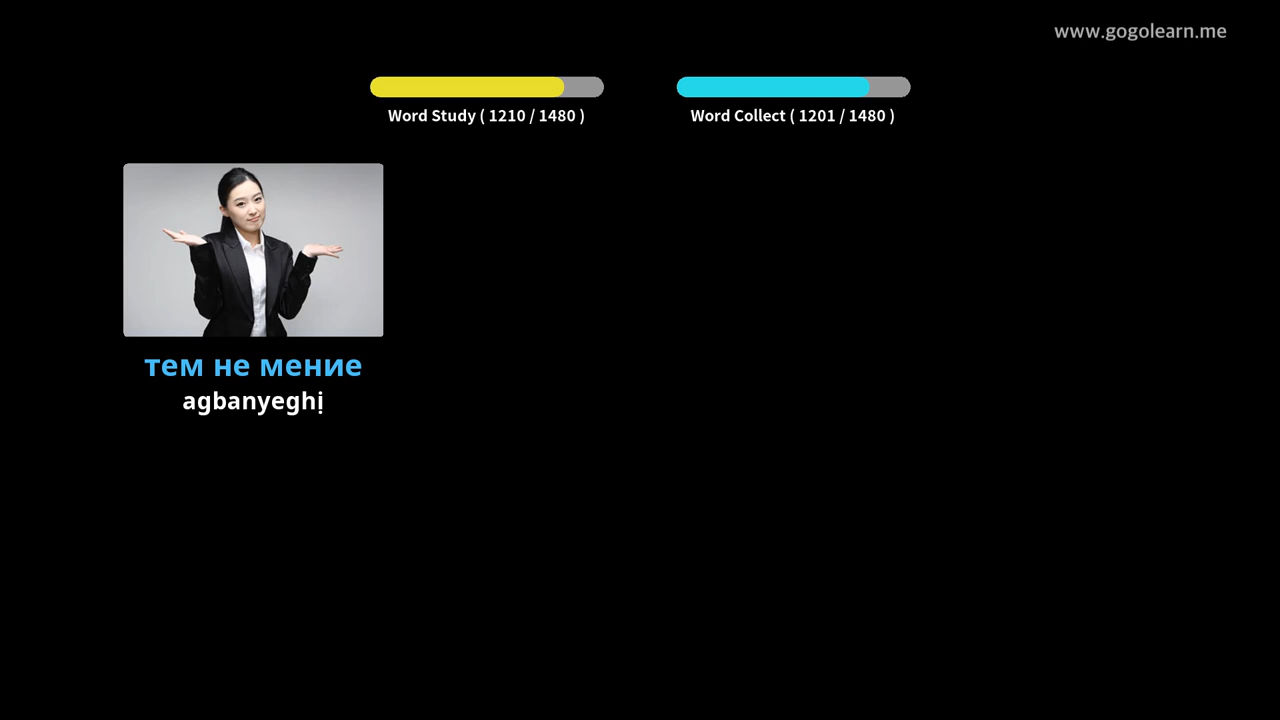 www.gogolearn.me
Word Study ( 1210 / 1480 )
Word Collect ( 1201 / 1480 )
тем не мение
agbanyeghị